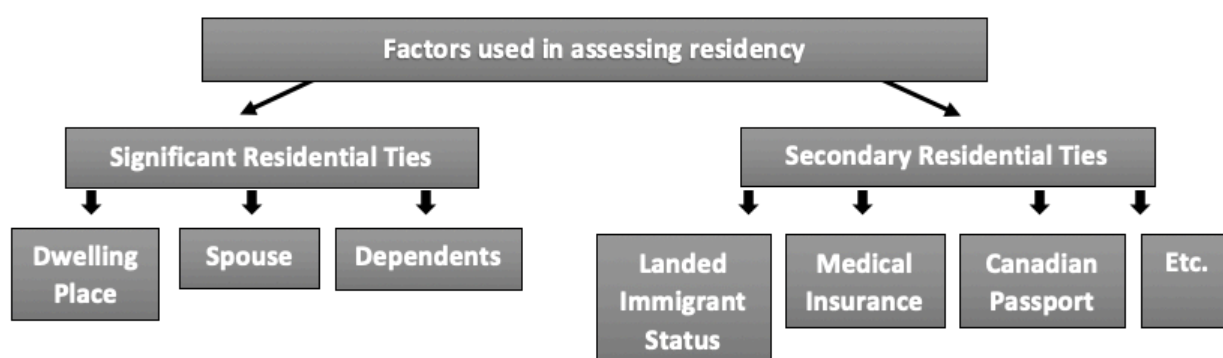 Factors used in assessing residency
Significant Residential Ties
Secondary Residential Ties
Dwelling
Place
Spouse
Dependents
Landed
Immigrant
Status
Medical
Insurance
Canadian
Passport
Etc.